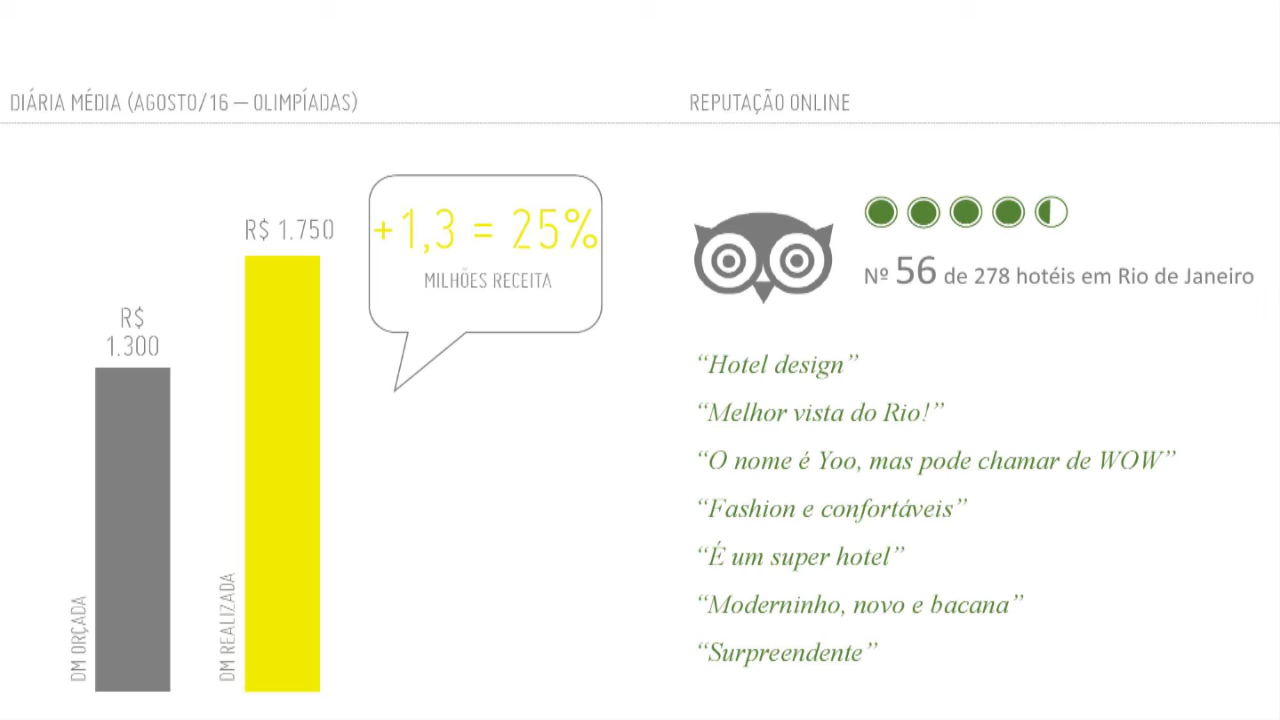 DIÁRIA MÉDIA (AGOSTO/16 – OLIMPÍADAS)
R$ 1.750
R$
1.300
DM ORÇADA
DM REALIZADA
+1,3 = 25%
MILHÕES RECEITA
REPUTAÇÃO ONLINE
Nº 56 de 278 hotéis em Rio de Janeiro
“Hotel design”
“Melhor vista do Rio!”
“O nome é Yoo, mas pode chamar de WOW”
“Fashion e confortáveis”
“É um super hotel”
“Moderninho, novo e bacana”
“Surpreendente”